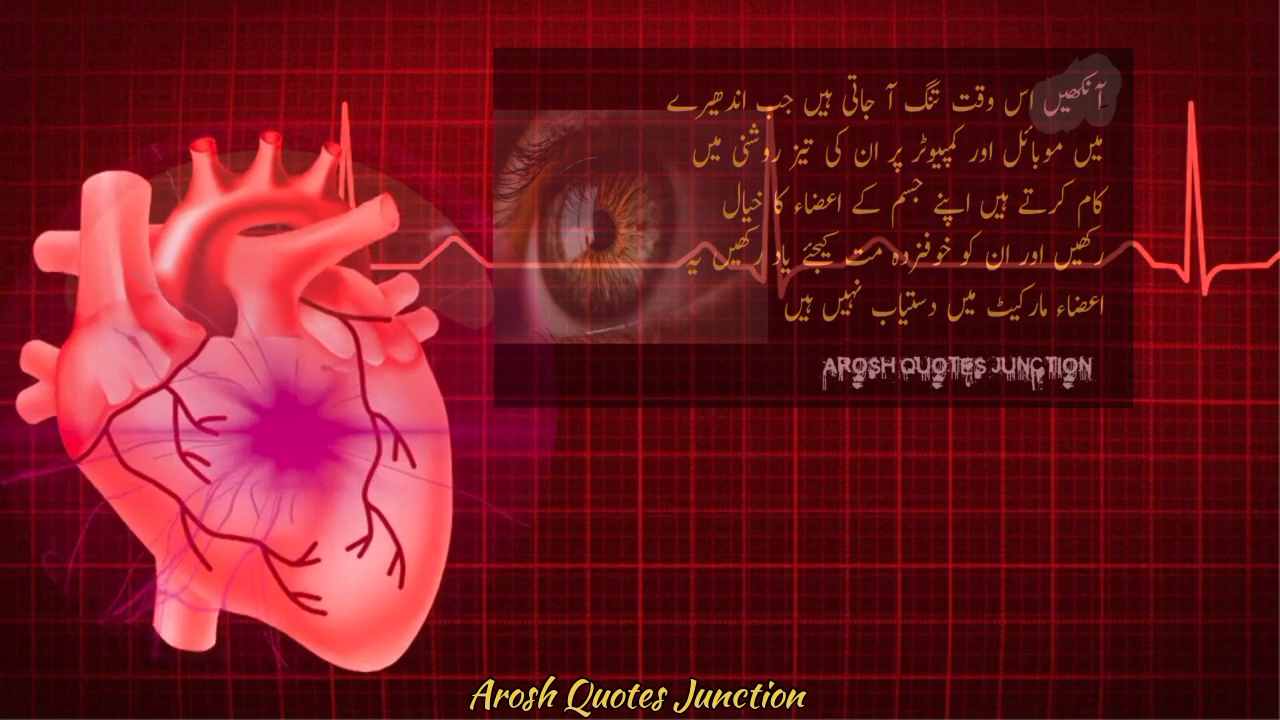 آنکھیں اس وقت تنگ آ جاتی ہیں جب اندھیرے
میں موبائل اور کمپیوٹر پر ان کی تیز روشنی میں
کام کرتے ہیں اپنے جسم کے اعضاء کا خیال
رکھیں اور ان کو خوفزدہ مت کیجئے یاد رکھیں یہ
اعضاء مارکیٹ میں دستیاب نہیں ہیں
AROSH QUOTES JUNCTION
Arosh Quotes Junction